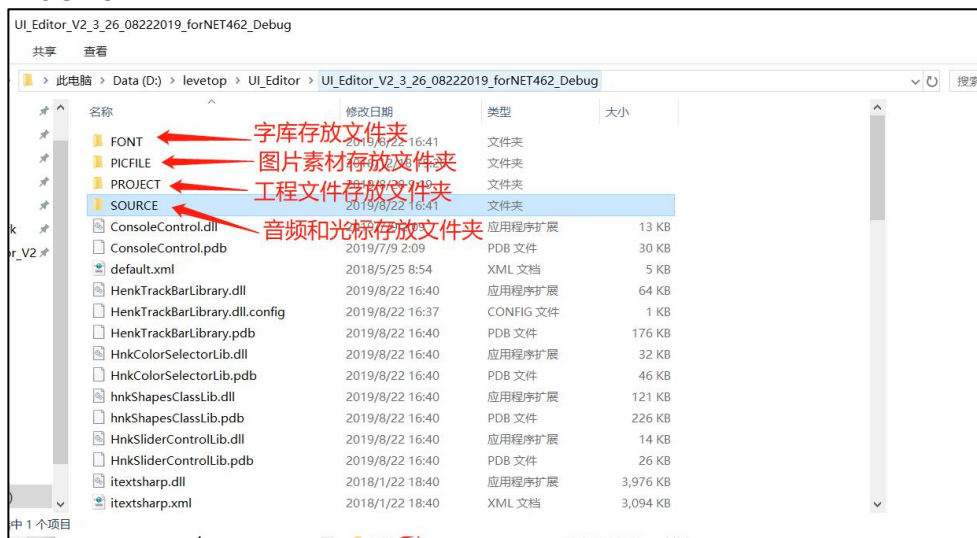 UI_Editor_V2_3_26_08222019_forNET462_Debug
共享 查看
> 此电脑 > Data (D:) > levetop > UI_Editor > UI_Editor_V2_3_26_08222019_forNET462_Debug
名称 修改日期 类型 大小
FONT 字库存放文件夹 2019/8/22 16:41 文件夹
PICFILE 图片素材存放文件夹 文件夹
PROJECT 工程文件存放文件夹 文件夹
SOURCE 2019/8/22 16:41 文件夹
音频和光标存放文件夹
ConsoleControl.dll 应用程序扩展 13 KB
ConsoleControl.pdb 2019/7/9 2:09 PDB 文件 30 KB
default.xml 2018/5/25 8:54 XML 文档 5 KB
HenkTrackBarLibrary.dll 2019/8/22 16:40 应用程序扩展 64 KB
HenkTrackBarLibrary.dll.config 2019/8/22 16:37 CONFIG 文件 1 KB
HenkTrackBarLibrary.pdb 2019/8/22 16:40 PDB 文件 176 KB
HnkColorSelectorLib.dll 2019/8/22 16:40 应用程序扩展 32 KB
HnkColorSelectorLib.pdb 2019/8/22 16:40 PDB 文件 46 KB
hnkShapesClassLib.dll 2019/8/22 16:40 应用程序扩展 121 KB
hnkShapesClassLib.pdb 2019/8/22 16:40 PDB 文件 226 KB
HnkSliderControlLib.dll 2019/8/22 16:40 应用程序扩展 14 KB
HnkSliderControlLib.pdb 2019/8/22 16:40 PDB 文件 26 KB
itextsharp.dll 2018/1/22 18:40 应用程序扩展 3,976 KB
itextsharp.xml 2018/1/22 18:40 XML 文档 3,094 KB
中 1 个项目